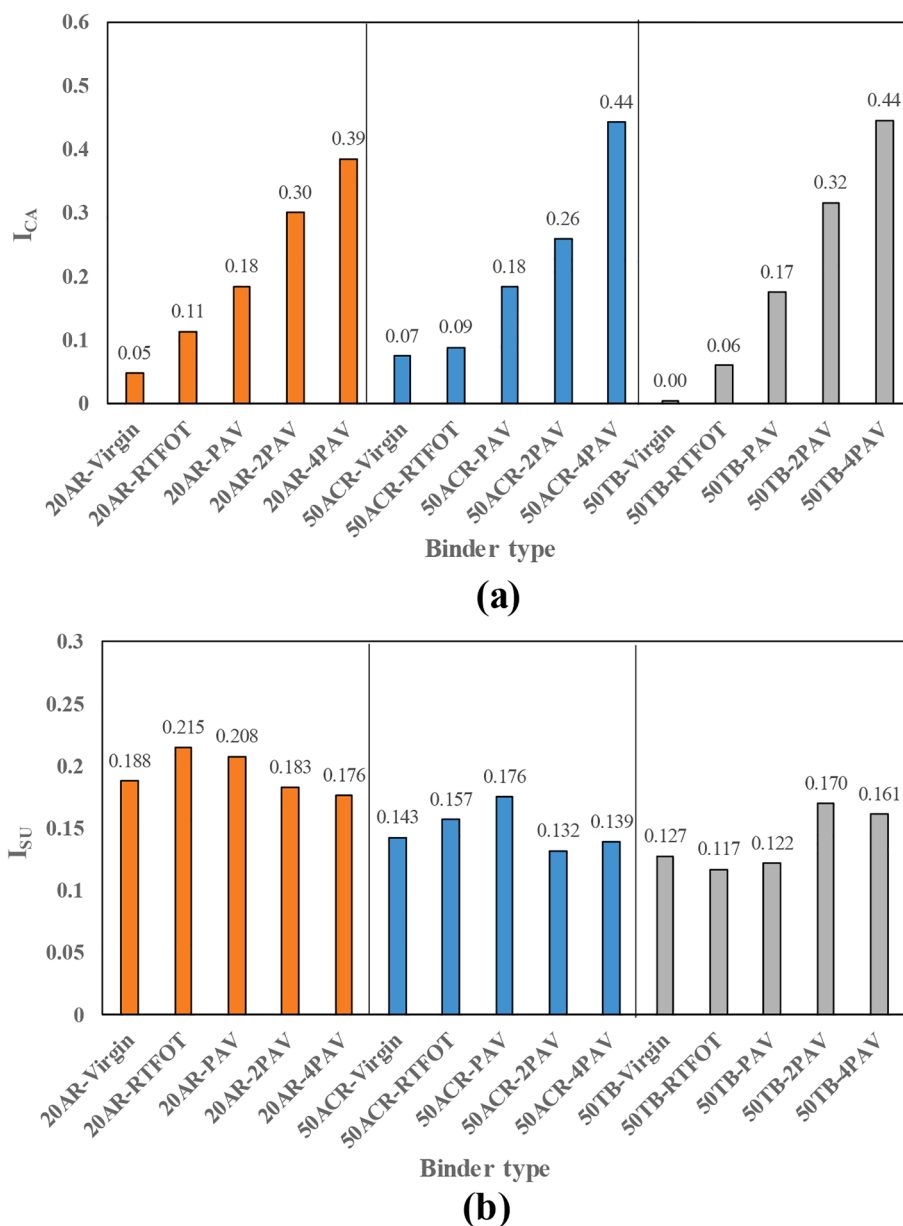 0.6
0.5
0.4
0.3
0.2
0.1
0
I_CA
0.05
0.11
0.18
0.30
0.39
0.07
0.09
0.18
0.26
0.44
0.00
0.06
0.17
0.32
0.44
20AR-Virgin
20AR-RTFOT
20AR-PAV
20AR-2PAV
20AR-4PAV
50ACR-Virgin
50ACR-RTFOT
50ACR-PAV
50ACR-2PAV
50ACR-4PAV
50TB-Virgin
50TB-RTFOT
50TB-PAV
50TB-2PAV
50TB-4PAV
Binder type
(a)
0.3
0.25
0.2
0.15
0.1
0.05
0
I_SU
0.188
0.215
0.208
0.183
0.176
0.143
0.157
0.176
0.132
0.139
0.127
0.117
0.122
0.170
0.161
20AR-Virgin
20AR-RTFOT
20AR-PAV
20AR-2PAV
20AR-4PAV
50ACR-Virgin
50ACR-RTFOT
50ACR-PAV
50ACR-2PAV
50ACR-4PAV
50TB-Virgin
50TB-RTFOT
50TB-PAV
50TB-2PAV
50TB-4PAV
Binder type
(b)